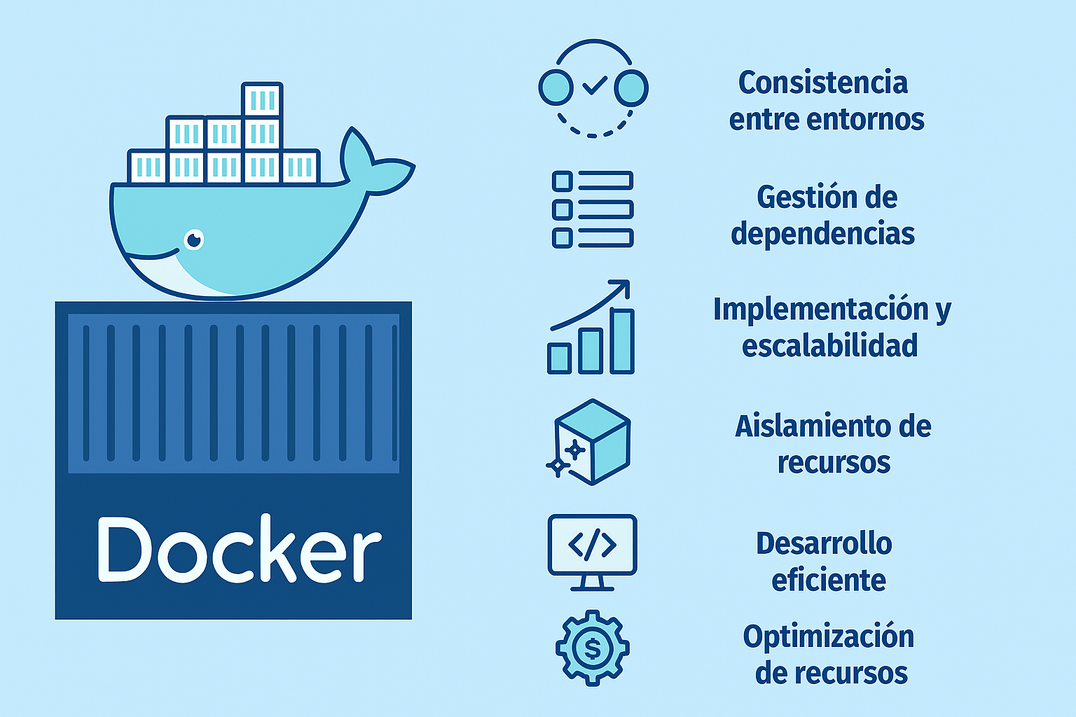 Docker
Consistencia
entre entornos
Gestión de
dependencias
Implementación y
escalabilidad
Aislamiento de
recursos
Desarrollo
eficiente
$
Optimización
de recursos